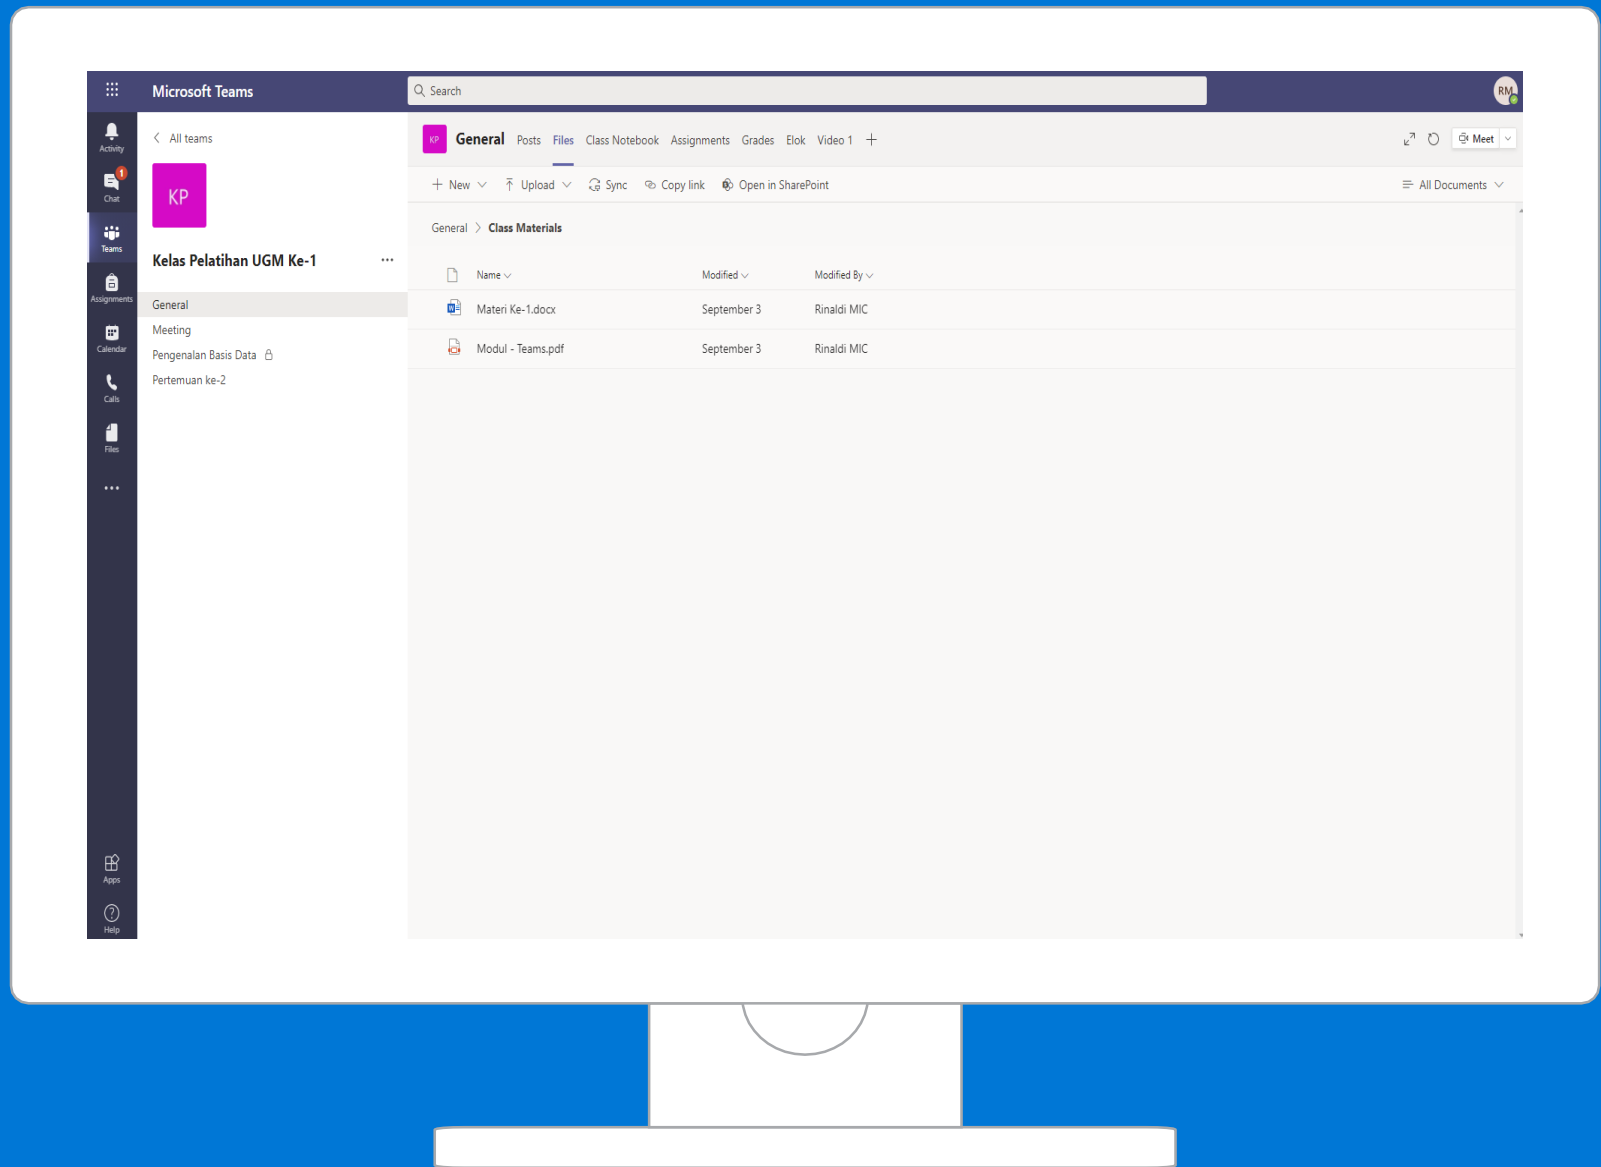 Microsoft Teams
Search
RM
Activity
1
Chat
Teams
Assignments
Calendar
Calls
Files
Apps
Help
All teams
KP
Kelas Pelatihan UGM Ke-1
General
Meeting
Pengenalan Basis Data
Pertemuan ke-2
KP General Posts Files Class Notebook Assignments Grades Elok Video 1 Meet
New Upload Sync Copy link Open in SharePoint All Documents
General > Class Materials
Name Modified Modified By
Materi Ke-1.docx September 3 Rinaldi MIC
Modul - Teams.pdf September 3 Rinaldi MIC